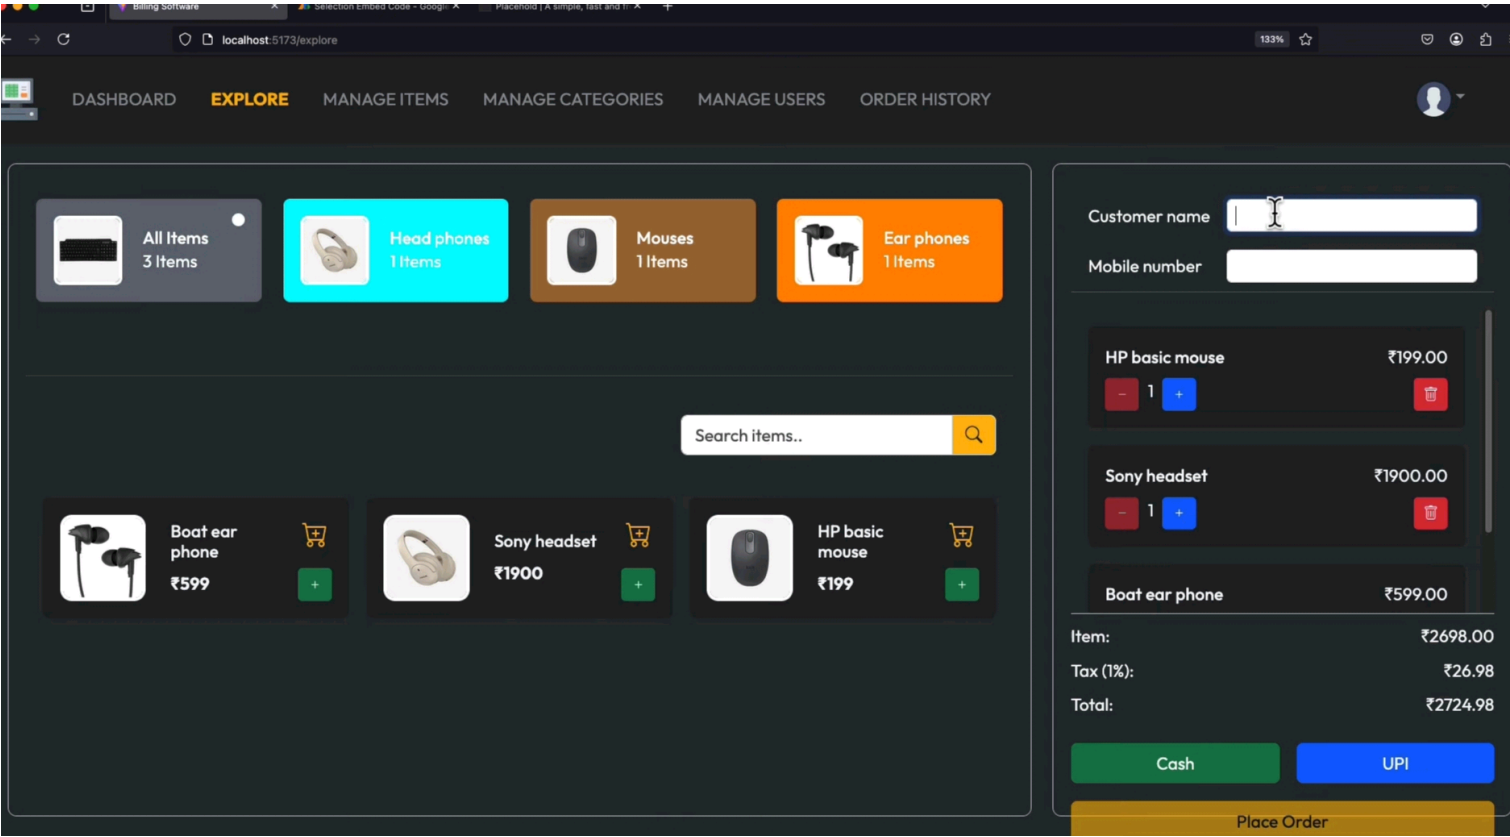 Billing Software
Selection Embed Code - Google
Placehold | A simple, fast and f
localhost:5173/explore
133%
DASHBOARD
EXPLORE
MANAGE ITEMS
MANAGE CATEGORIES
MANAGE USERS
ORDER HISTORY
All Items
3 Items
Head phones
1 Items
Mouses
1 Items
Ear phones
1 Items
Search items..
Boat ear
phone
₹599
+
Sony headset
₹1900
+
HP basic
mouse
₹199
+
Customer name
Mobile number
HP basic mouse ₹199.00
- 1 +
Sony headset ₹1900.00
- 1 +
Boat ear phone ₹599.00
Item: ₹2698.00
Tax (1%): ₹26.98
Total: ₹2724.98
Cash
UPI
Place Order